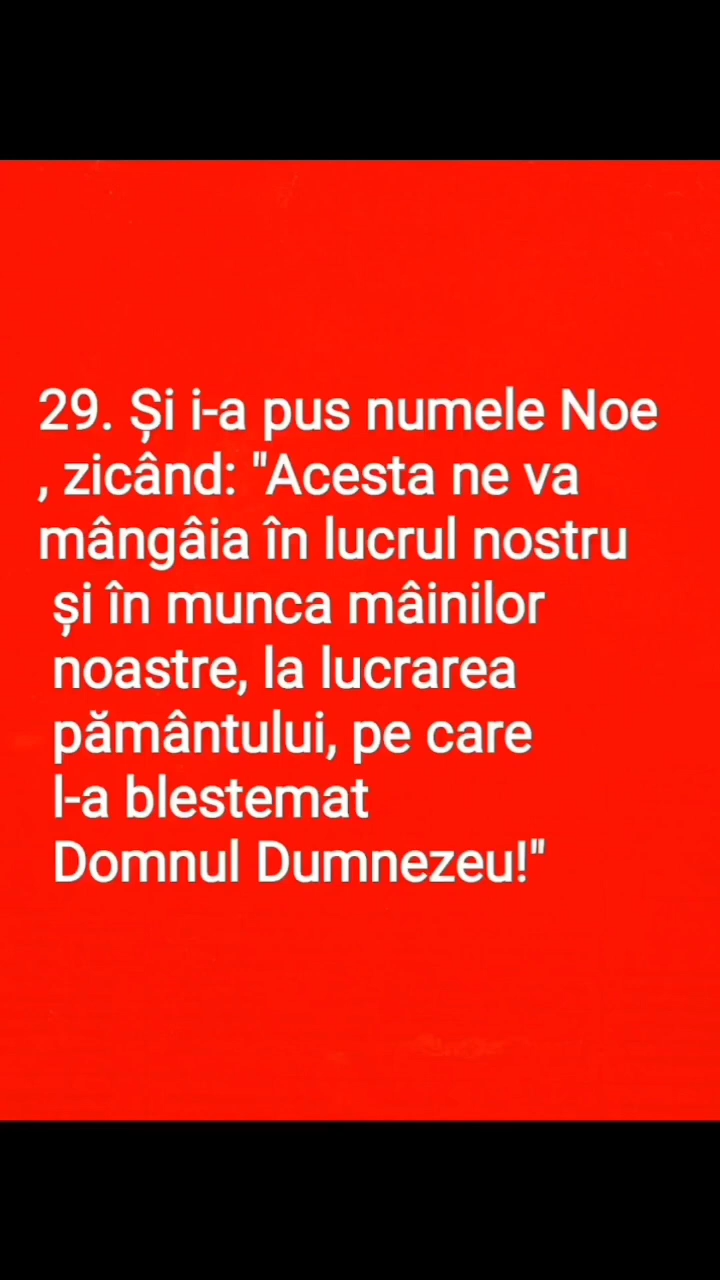 29. Și i-a pus numele Noe
, zicând: "Acesta ne va
mângâia în lucrul nostru
și în munca mâinilor
noastre, la lucrarea
pământului, pe care
l-a blestemat
Domnul Dumnezeu!"